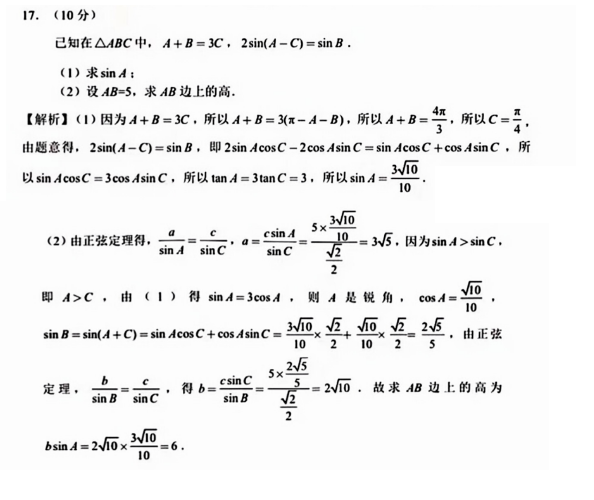 17. （10分）
已知在△ABC中，A+B=3C，2sin(A−C)=sinB．
（1）求sinA；
（2）设AB=5，求AB边上的高．
【解析】（1）因为A+B=3C，所以A+B=3(π−A−B)，所以A+B=4π/3，所以C=π/4，
由题意得，2sin(A−C)=sinB，即2sinAcosC−2cosAsinC=sinAcosC+cosAsinC，所
以sinAcosC=3cosAsinC，所以tanA=3tanC=3，所以sinA=3√10/10．
（2）由正弦定理得，a/sinA=c/sinC，a=csinA/sinC=(5×3√10/10)/(√2/2)=3√5，因为sinA>sinC，
即A>C，由（1）得sinA=3cosA，则A是锐角，cosA=√10/10，
sinB=sin(A+C)=sinAcosC+cosAsinC=3√10/10×√2/2+√10/10×√2/2=2√5/5，由正弦
定理，b/sinB=c/sinC，得b=csinC/sinB=(5×2√5/5)/(√2/2)=2√10．故求AB边上的高为
bsinA=2√10×3√10/10=6．